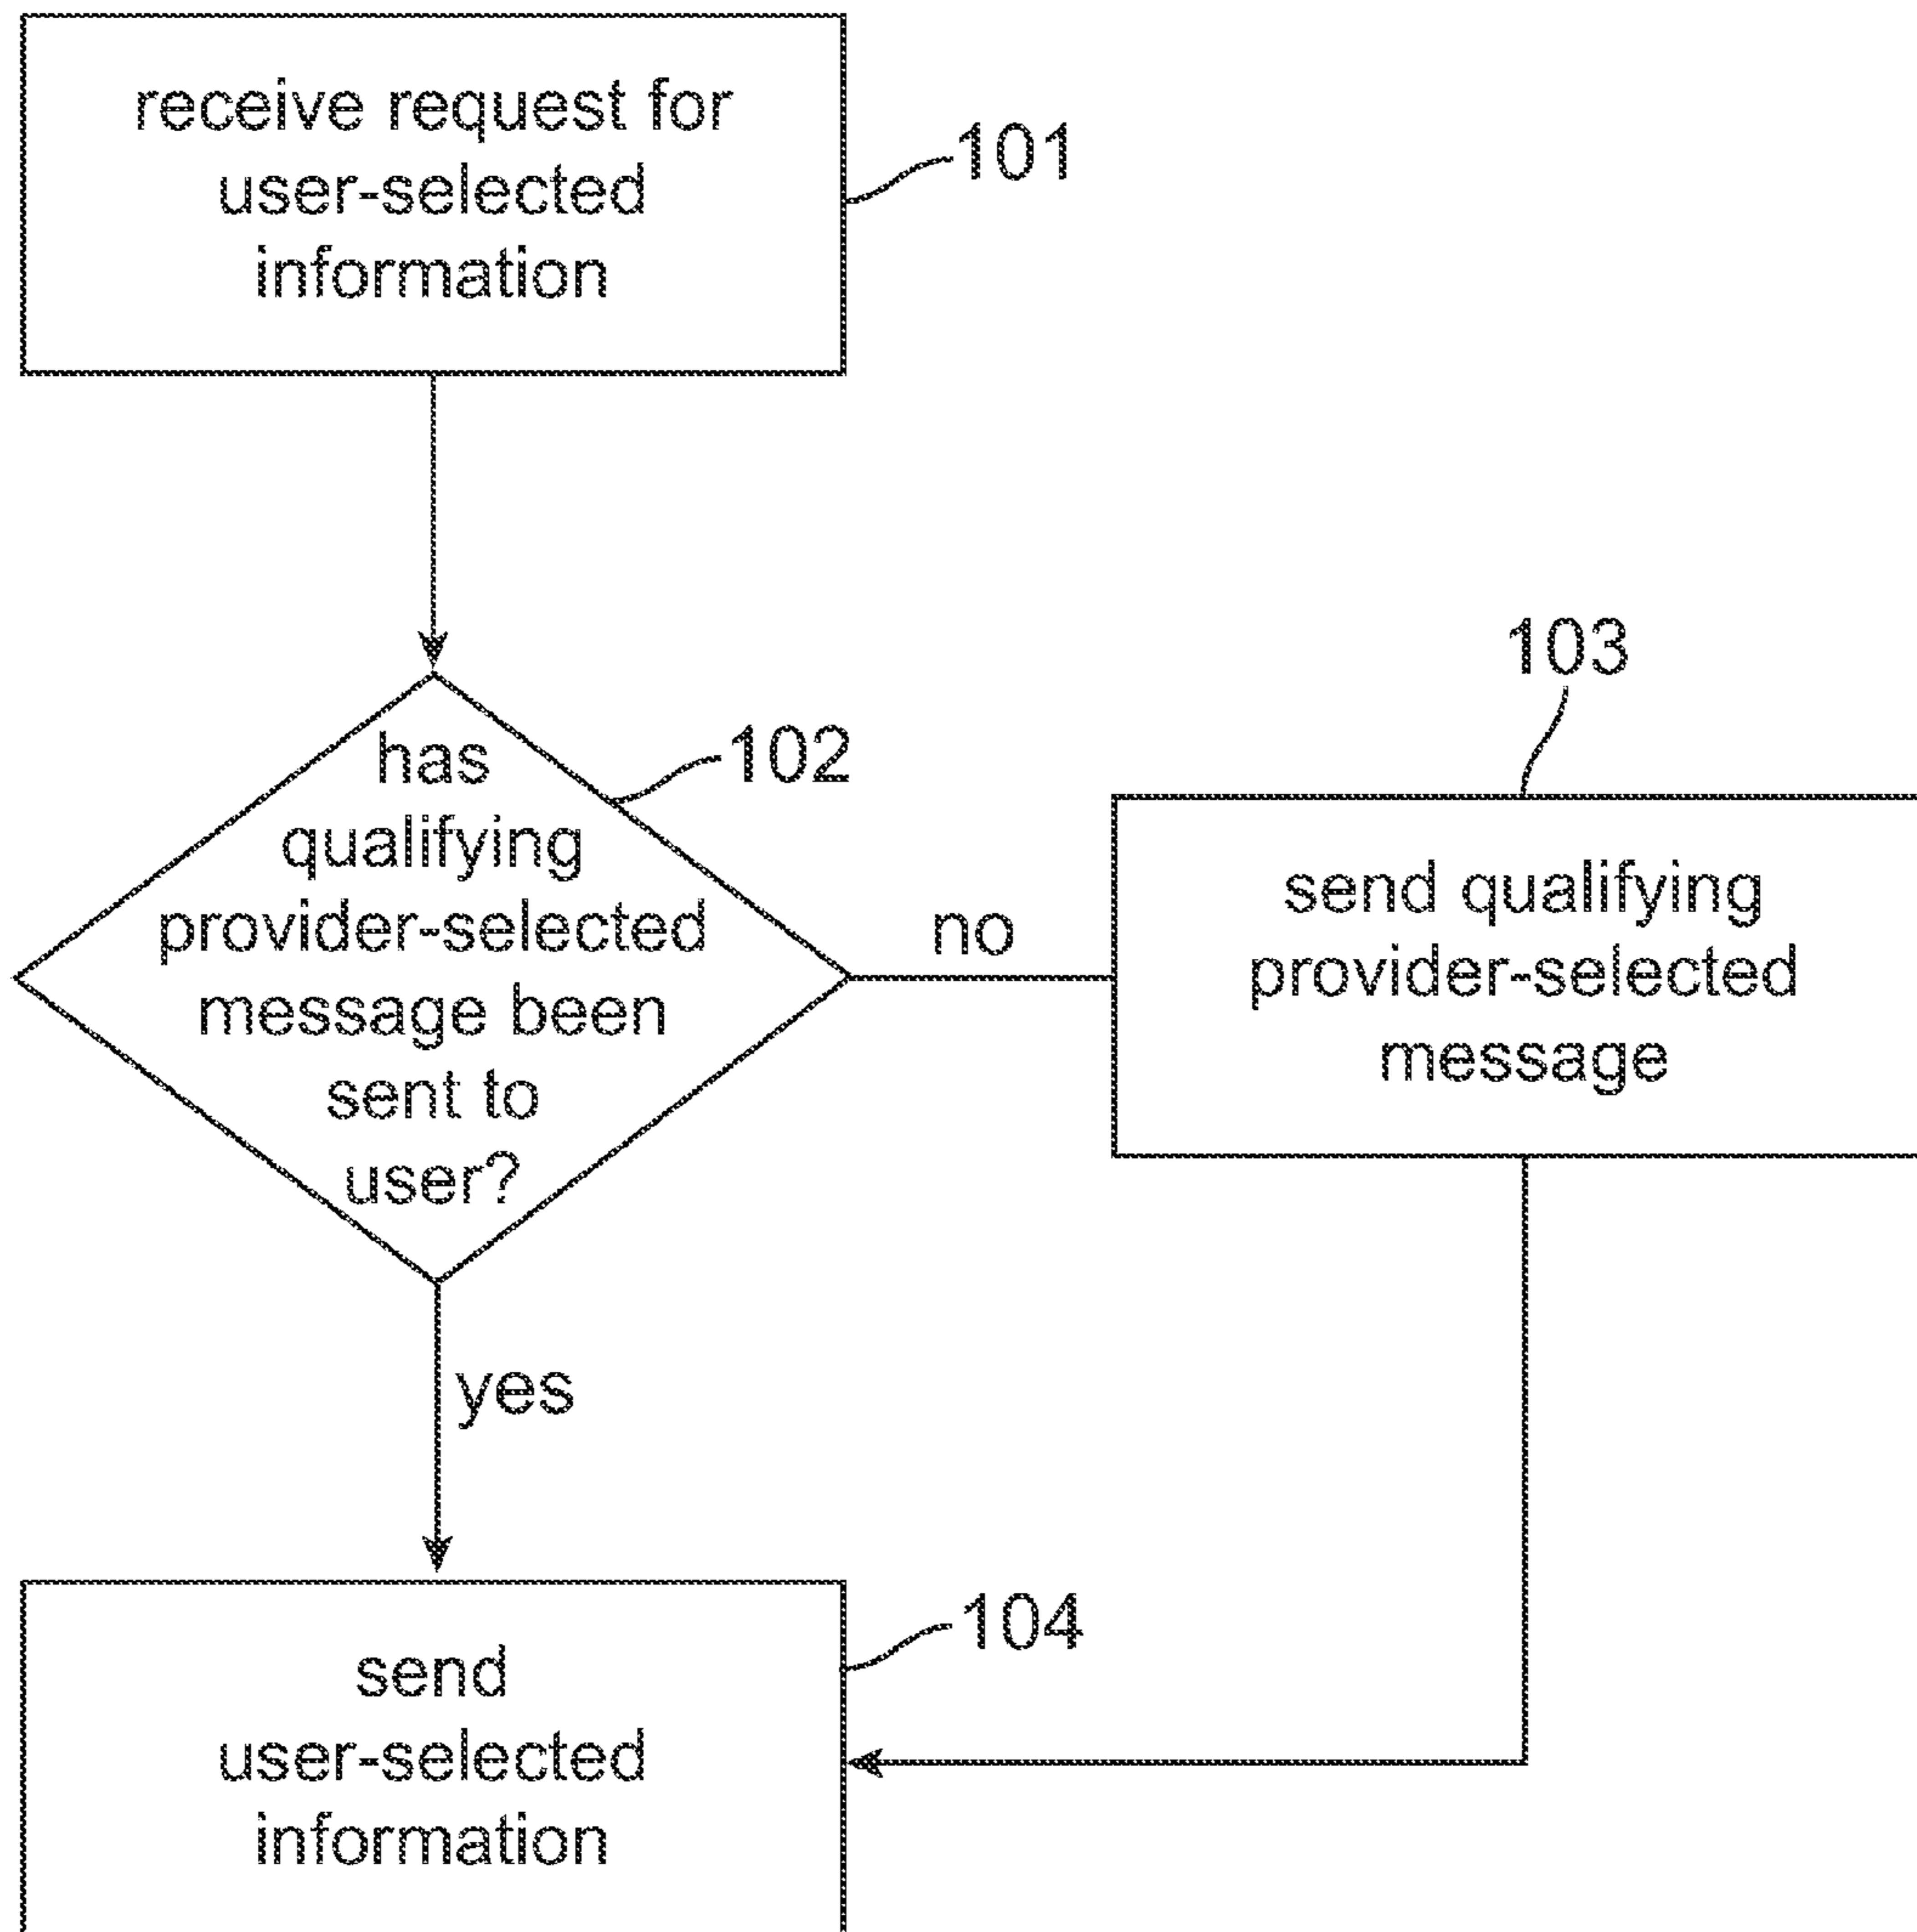 receive request for
user-selected
information
101
has
qualifying
provider-selected
message been
sent to
user?
102
no
103
send qualifying
provider-selected
message
yes
send
user-selected
information
104